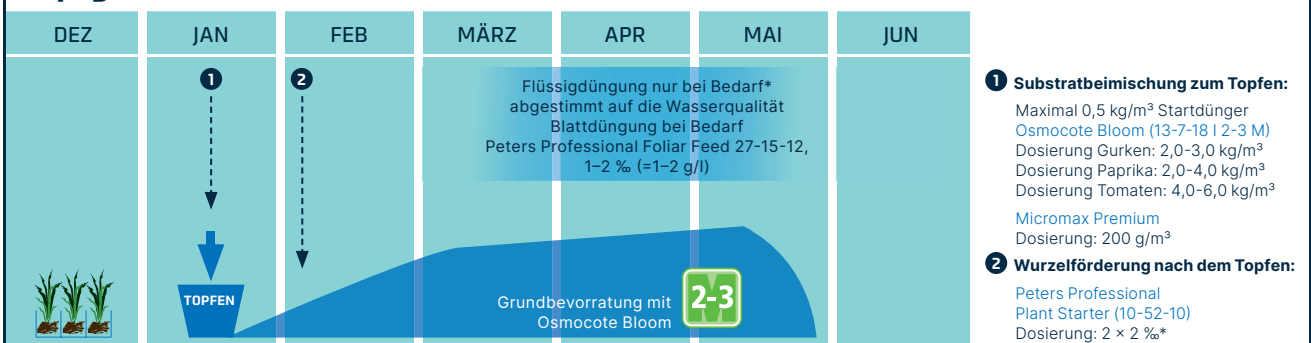 DEZ
JAN
FEB
MÄRZ
APR
MAI
JUN
1
2
Flüssigdüngung nur bei Bedarf*
abgestimmt auf die Wasserqualität
Blattdüngung bei Bedarf
Peters Professional Foliar Feed 27-15-12,
1–2 ‰ (=1–2 g/l)
TOPFEN
Grundbevorratung mit
Osmocote Bloom
2-3
1 Substratbeimischung zum Topfen:
Maximal 0,5 kg/m³ Startdünger
Osmocote Bloom (13-7-18 I 2-3 M)
Dosierung Gurken: 2,0-3,0 kg/m³
Dosierung Paprika: 2,0-4,0 kg/m³
Dosierung Tomaten: 4,0-6,0 kg/m³
Micromax Premium
Dosierung: 200 g/m³
2 Wurzelförderung nach dem Topfen:
Peters Professional
Plant Starter (10-52-10)
Dosierung: 2 × 2 ‰*